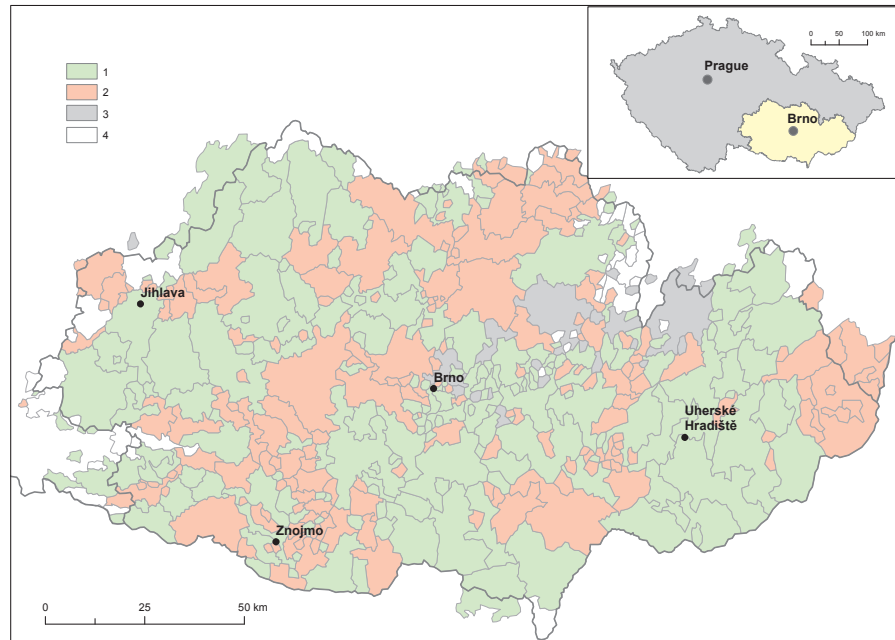 1
2
3
4
0 50 100 km
Prague
Brno
Jihlava
Brno
Uherské
Hradiště
Znojmo
0 25 50 km